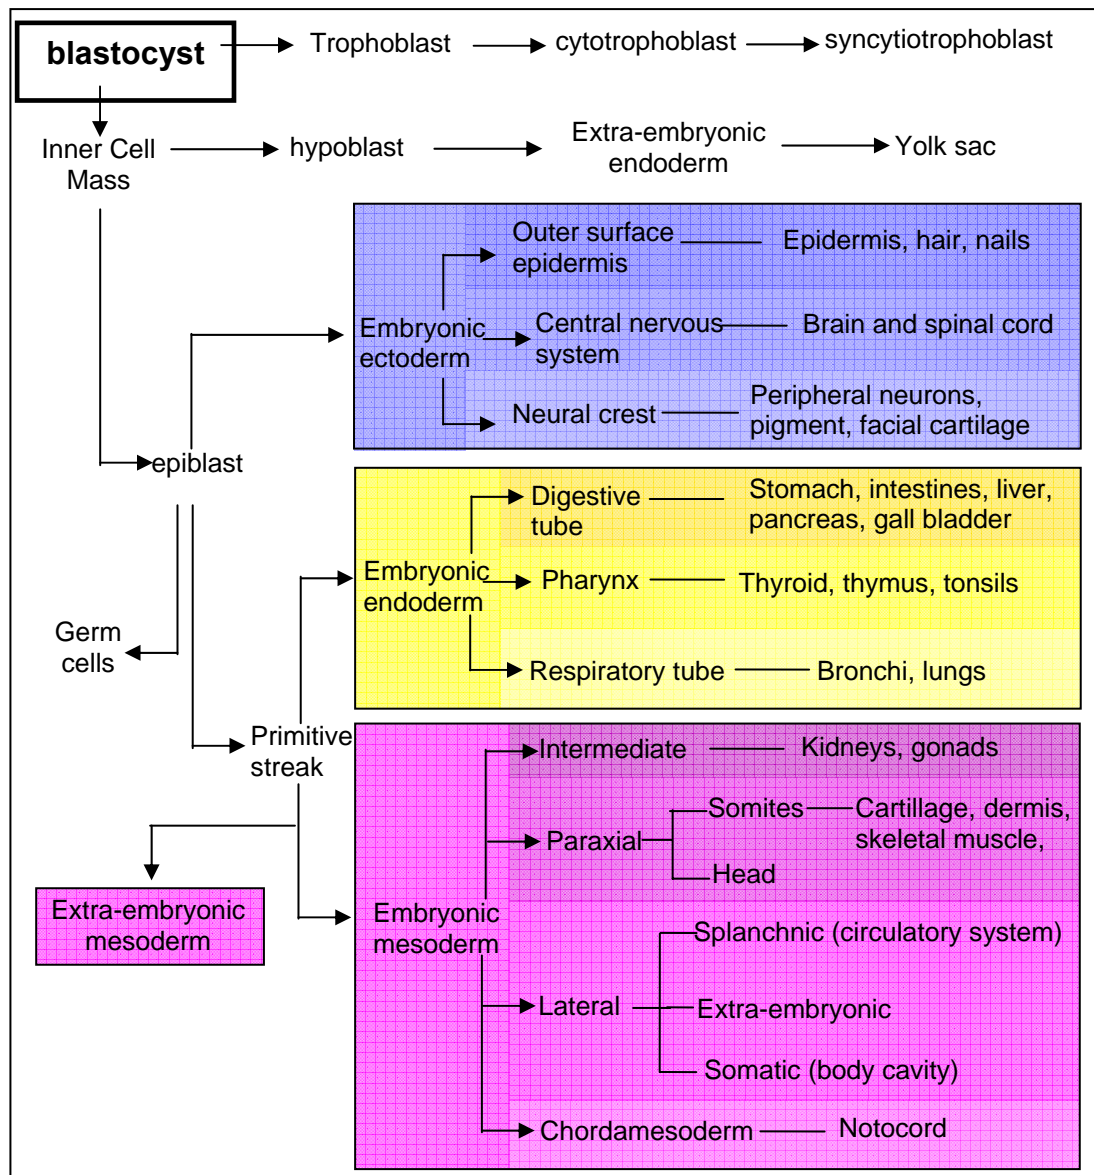 blastocyst
Trophoblast
cytotrophoblast
syncytiotrophoblast
Inner Cell
Mass
hypoblast
Extra-embryonic
endoderm
Yolk sac
Outer surface
epidermis
Epidermis, hair, nails
Embryonic
ectoderm
Central nervous
system
Brain and spinal cord
Neural crest
Peripheral neurons,
pigment, facial cartilage
epiblast
Digestive
tube
Stomach, intestines, liver,
pancreas, gall bladder
Embryonic
endoderm
Pharynx
Thyroid, thymus, tonsils
Germ
cells
Respiratory tube
Bronchi, lungs
Primitive
streak
Intermediate
Kidneys, gonads
Paraxial
Somites
Cartillage, dermis,
skeletal muscle,
Head
Extra-embryonic
mesoderm
Embryonic
mesoderm
Splanchnic (circulatory system)
Lateral
Extra-embryonic
Somatic (body cavity)
Chordamesoderm
Notocord